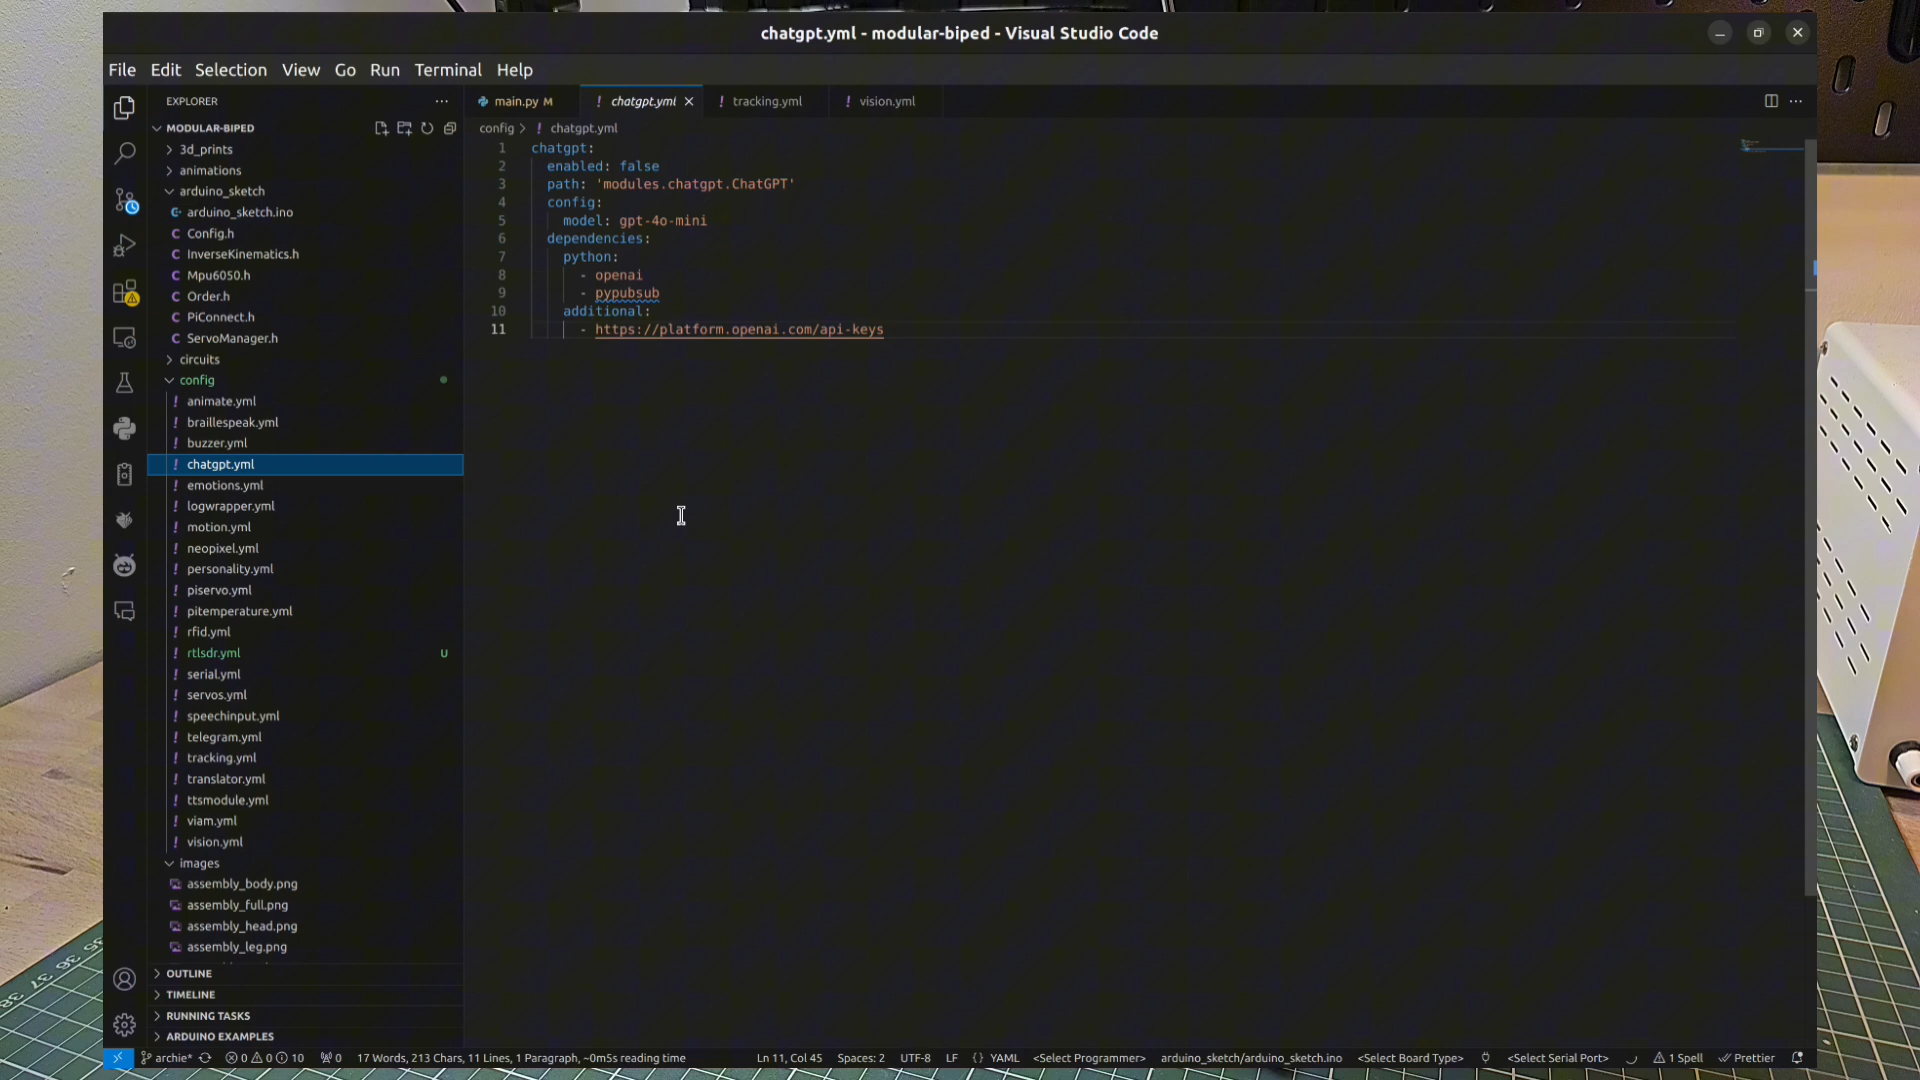 chatgpt.yml - modular-biped - Visual Studio Code
File Edit Selection View Go Run Terminal Help
EXPLORER
MODULAR-BIPED
3d_prints
animations
arduino_sketch
arduino_sketch.ino
Config.h
InverseKinematics.h
Mpu6050.h
Order.h
PiConnect.h
ServoManager.h
circuits
config
animate.yml
braillespeak.yml
buzzer.yml
chatgpt.yml
emotions.yml
logwrapper.yml
motion.yml
neopixel.yml
personality.yml
piservo.yml
pitemperature.yml
rfid.yml
rtlsdr.yml U
serial.yml
servos.yml
speechinput.yml
telegram.yml
tracking.yml
translator.yml
ttsmodule.yml
viam.yml
vision.yml
images
assembly_body.png
assembly_full.png
assembly_head.png
assembly_leg.png
OUTLINE
TIMELINE
RUNNING TASKS
ARDUINO EXAMPLES
main.py M ! chatgpt.yml ! tracking.yml ! vision.yml
config > ! chatgpt.yml
1 chatgpt:
2 enabled: false
3 path: 'modules.chatgpt.ChatGPT'
4 config:
5 model: gpt-4o-mini
6 dependencies:
7 python:
8 - openai
9 - pypubsub
10 additional:
11 - https://platform.openai.com/api-keys
archie* 0 0 10 0 17 Words, 213 Chars, 11 Lines, 1 Paragraph, ~0m5s reading time Ln 11, Col 45 Spaces: 2 UTF-8 LF {} YAML <Select Programmer> arduino_sketch/arduino_sketch.ino <Select Board Type> <Select Serial Port> 1 Spell Prettier
35
36
37
38